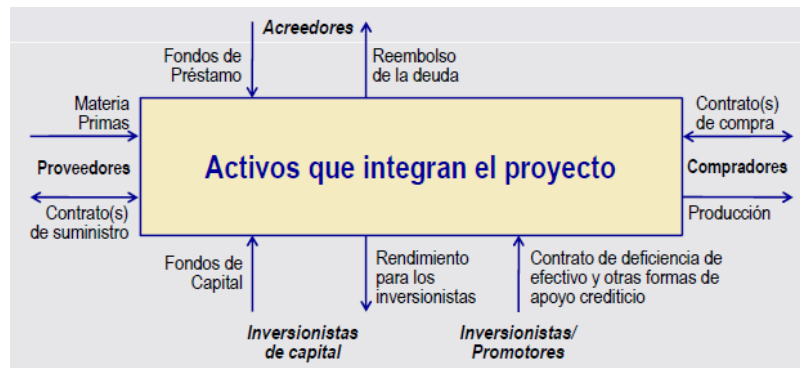 Acreedores
Fondos de
Préstamo
Reembolso
de la deuda
Materia
Primas
Proveedores
Contrato(s)
de suministro
Activos que integran el proyecto
Contrato(s)
de compra
Compradores
Producción
Fondos de
Capital
Rendimiento
para los
inversionistas
Contrato de deficiencia de
efectivo y otras formas de
apoyo crediticio
Inversionistas
de capital
Inversionistas/
Promotores